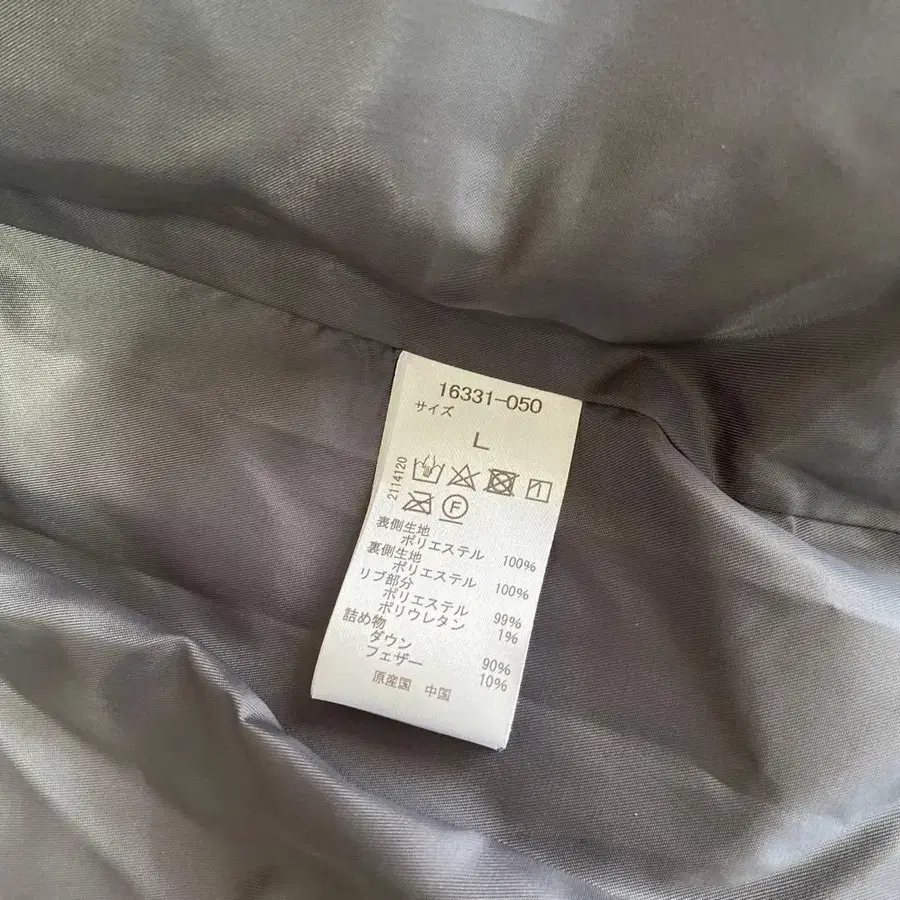 16331-050
サイズ
L
2114120
F
表側生地
ポリエステル 100%
裏側生地
ポリエステル 100%
リブ部分
ポリエステル 99%
ポリウレタン 1%
詰め物
ダウン 90%
フェザー 10%
原産国 中国